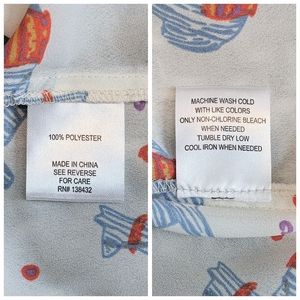 100% POLYESTER
MADE IN CHINA
SEE REVERSE
FOR CARE
RN# 138432
MACHINE WASH COLD
WITH LIKE COLORS
ONLY NON-CHLORINE BLEACH
WHEN NEEDED
TUMBLE DRY LOW
COOL IRON WHEN NEEDED